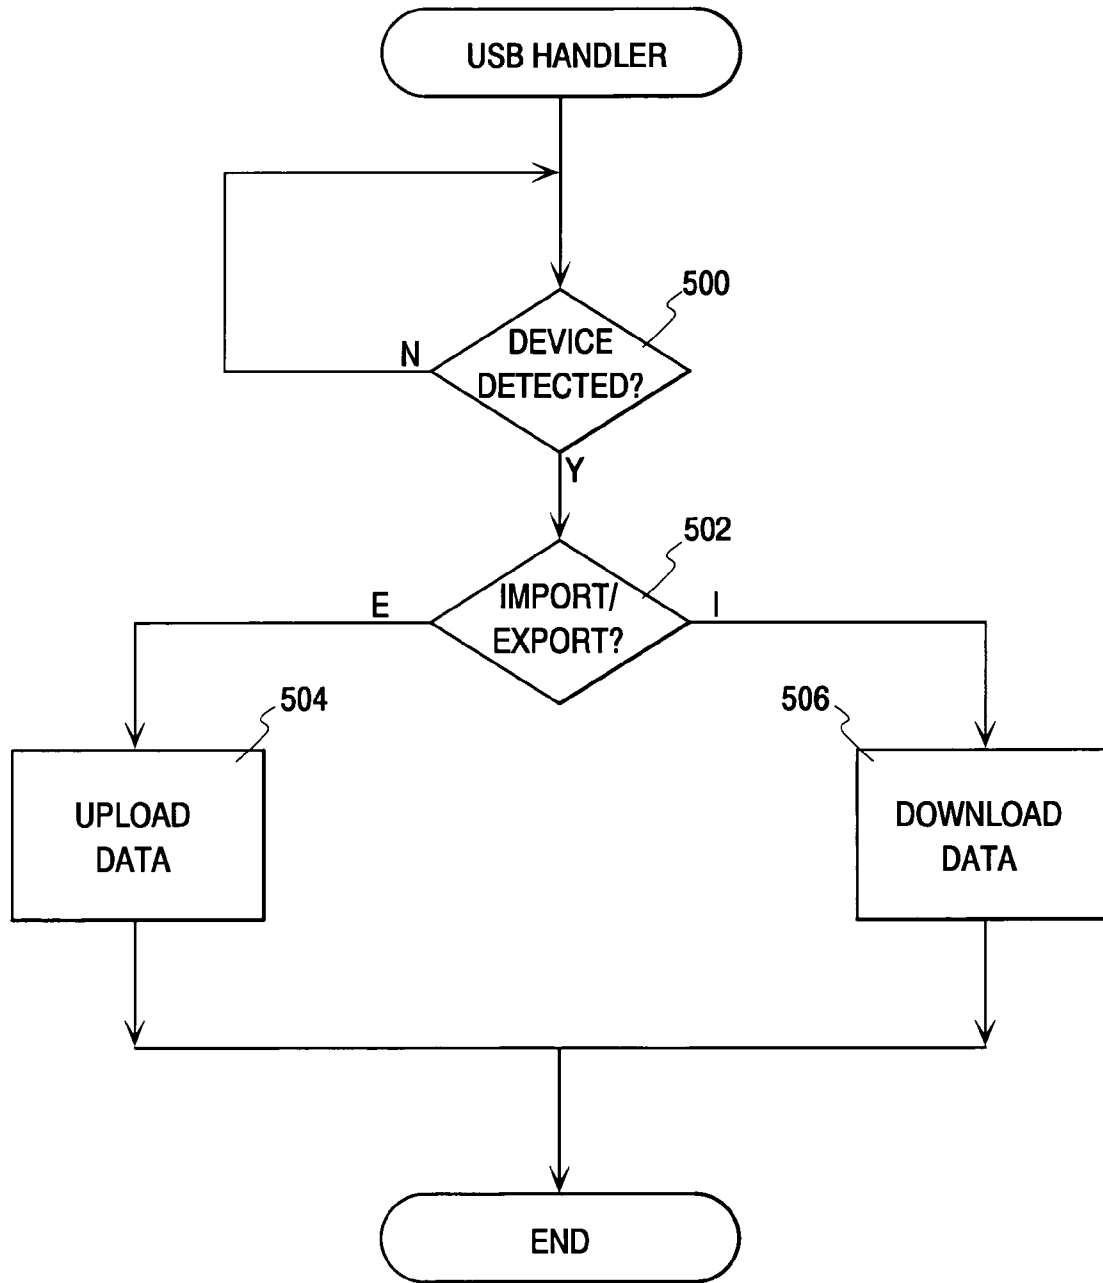 USB HANDLER
500
DEVICE
DETECTED?
N
Y
502
IMPORT/
EXPORT?
E
I
504
506
UPLOAD
DATA
DOWNLOAD
DATA
END